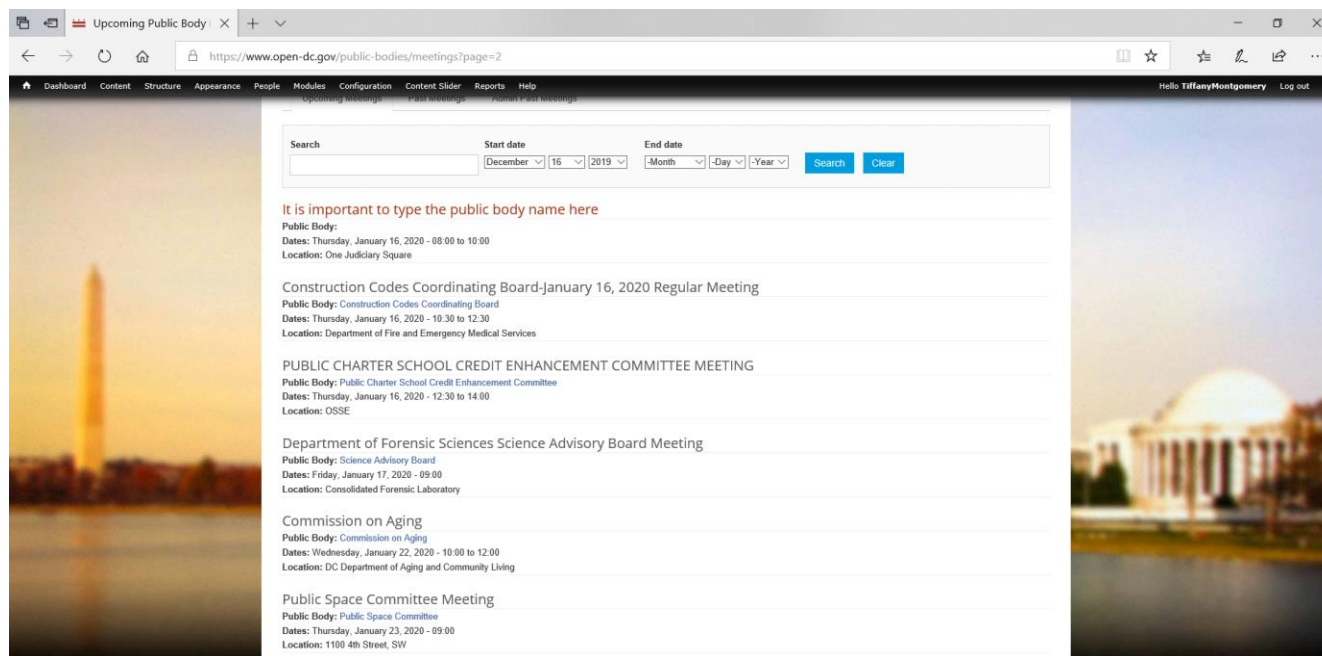 Upcoming Public Body
https://www.open-dc.gov/public-bodies/meetings?page=2
Dashboard Content Structure Appearance People Modules Configuration Content Slider Reports Help Hello TiffanyMontgomery Log out
Upcoming Meetings Past Meetings Admin Past Meetings
Search Start date End date
December 16 2019 -Month -Day -Year Search Clear
It is important to type the public body name here
Public Body:
Dates: Thursday, January 16, 2020 - 08:00 to 10:00
Location: One Judiciary Square
Construction Codes Coordinating Board-January 16, 2020 Regular Meeting
Public Body: Construction Codes Coordinating Board
Dates: Thursday, January 16, 2020 - 10:30 to 12:30
Location: Department of Fire and Emergency Medical Services
PUBLIC CHARTER SCHOOL CREDIT ENHANCEMENT COMMITTEE MEETING
Public Body: Public Charter School Credit Enhancement Committee
Dates: Thursday, January 16, 2020 - 12:30 to 14:00
Location: OSSE
Department of Forensic Sciences Science Advisory Board Meeting
Public Body: Science Advisory Board
Dates: Friday, January 17, 2020 - 09:00
Location: Consolidated Forensic Laboratory
Commission on Aging
Public Body: Commission on Aging
Dates: Wednesday, January 22, 2020 - 10:00 to 12:00
Location: DC Department of Aging and Community Living
Public Space Committee Meeting
Public Body: Public Space Committee
Dates: Thursday, January 23, 2020 - 09:00
Location: 1100 4th Street, SW